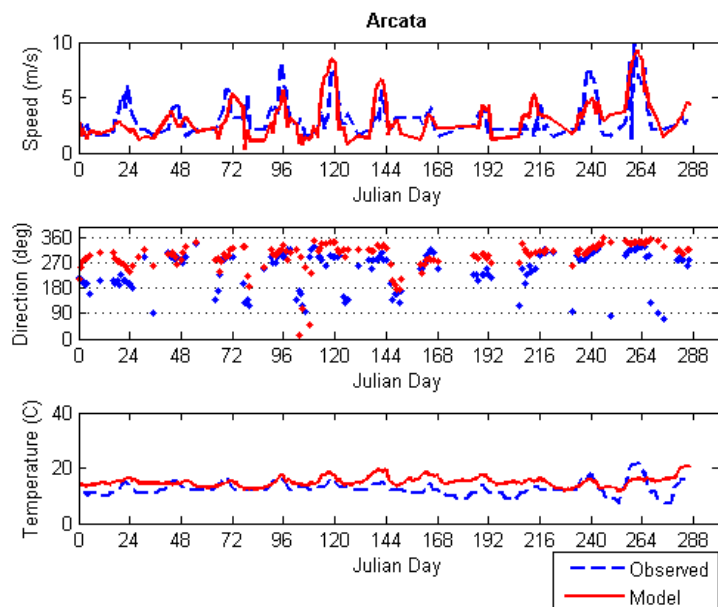 Arcata
10
5
0
Speed (m/s)
0 24 48 72 96 120 144 168 192 216 240 264 288
Julian Day
360
270
180
90
0
Direction (deg)
0 24 48 72 96 120 144 168 192 216 240 264 288
Julian Day
40
20
0
Temperature (C)
0 24 48 72 96 120 144 168 192 216 240 264 288
Julian Day
Observed
Model